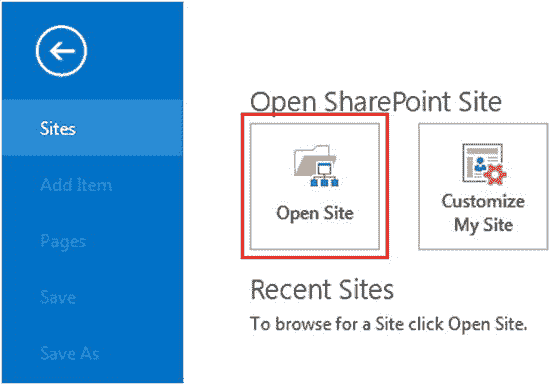 Sites
Add Item
Pages
Save
Save As
Open SharePoint Site
Open Site
Customize
My Site
Recent Sites
To browse for a Site click Open Site.